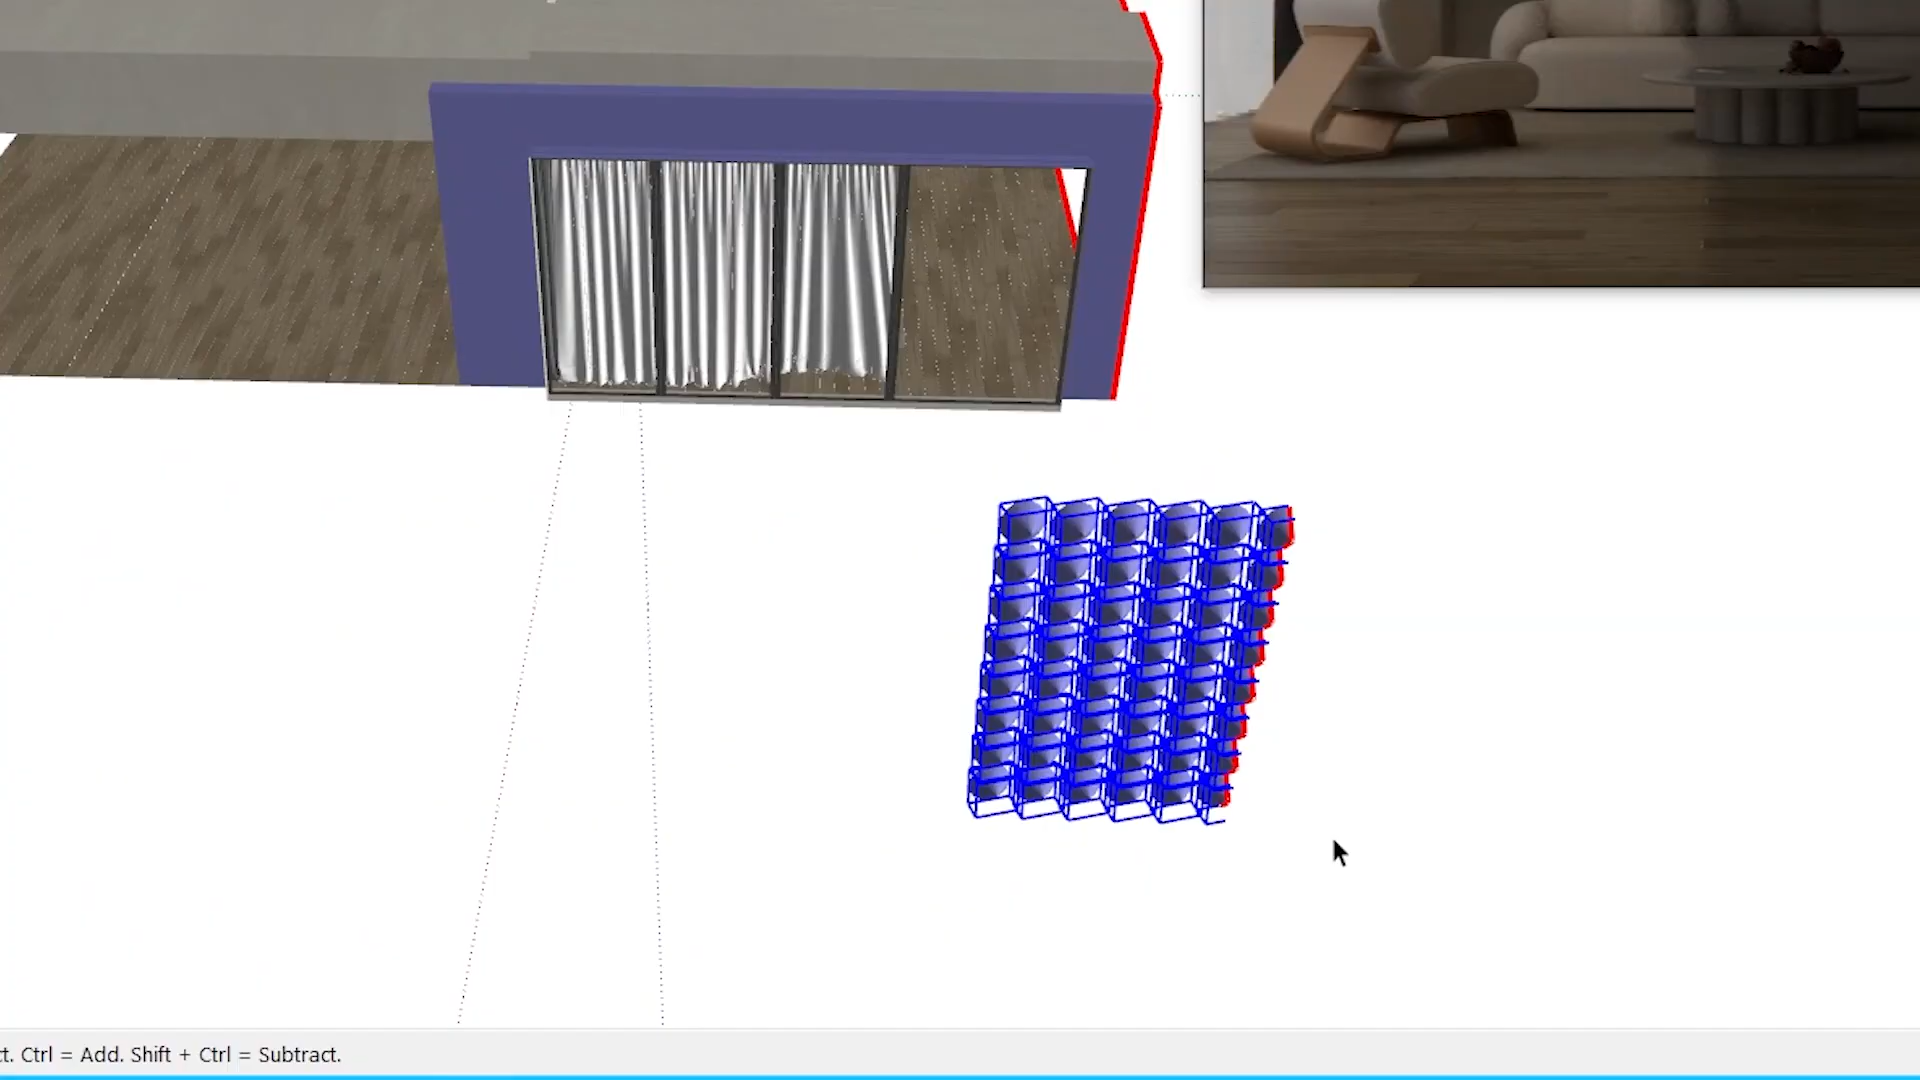 t. Ctrl = Add. Shift + Ctrl = Subtract.